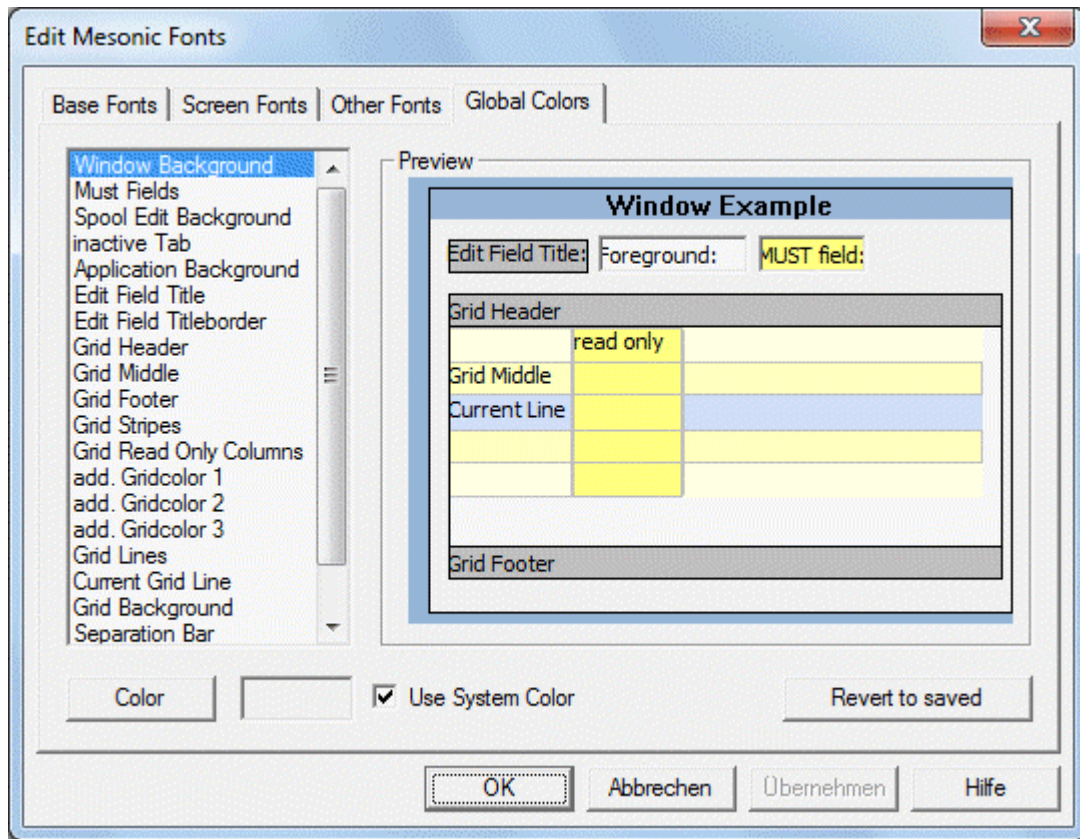 Edit Mesonic Fonts
Base Fonts Screen Fonts Other Fonts Global Colors
Window Background
Must Fields
Spool Edit Background
inactive Tab
Application Background
Edit Field Title
Edit Field Titleborder
Grid Header
Grid Middle
Grid Footer
Grid Stripes
Grid Read Only Columns
add. Gridcolor 1
add. Gridcolor 2
add. Gridcolor 3
Grid Lines
Current Grid Line
Grid Background
Separation Bar
Preview
Window Example
Edit Field Title: Foreground: MUST field:
Grid Header
read only
Grid Middle
Current Line
Grid Footer
Color Use System Color Revert to saved
OK Abbrechen Übernehmen Hilfe